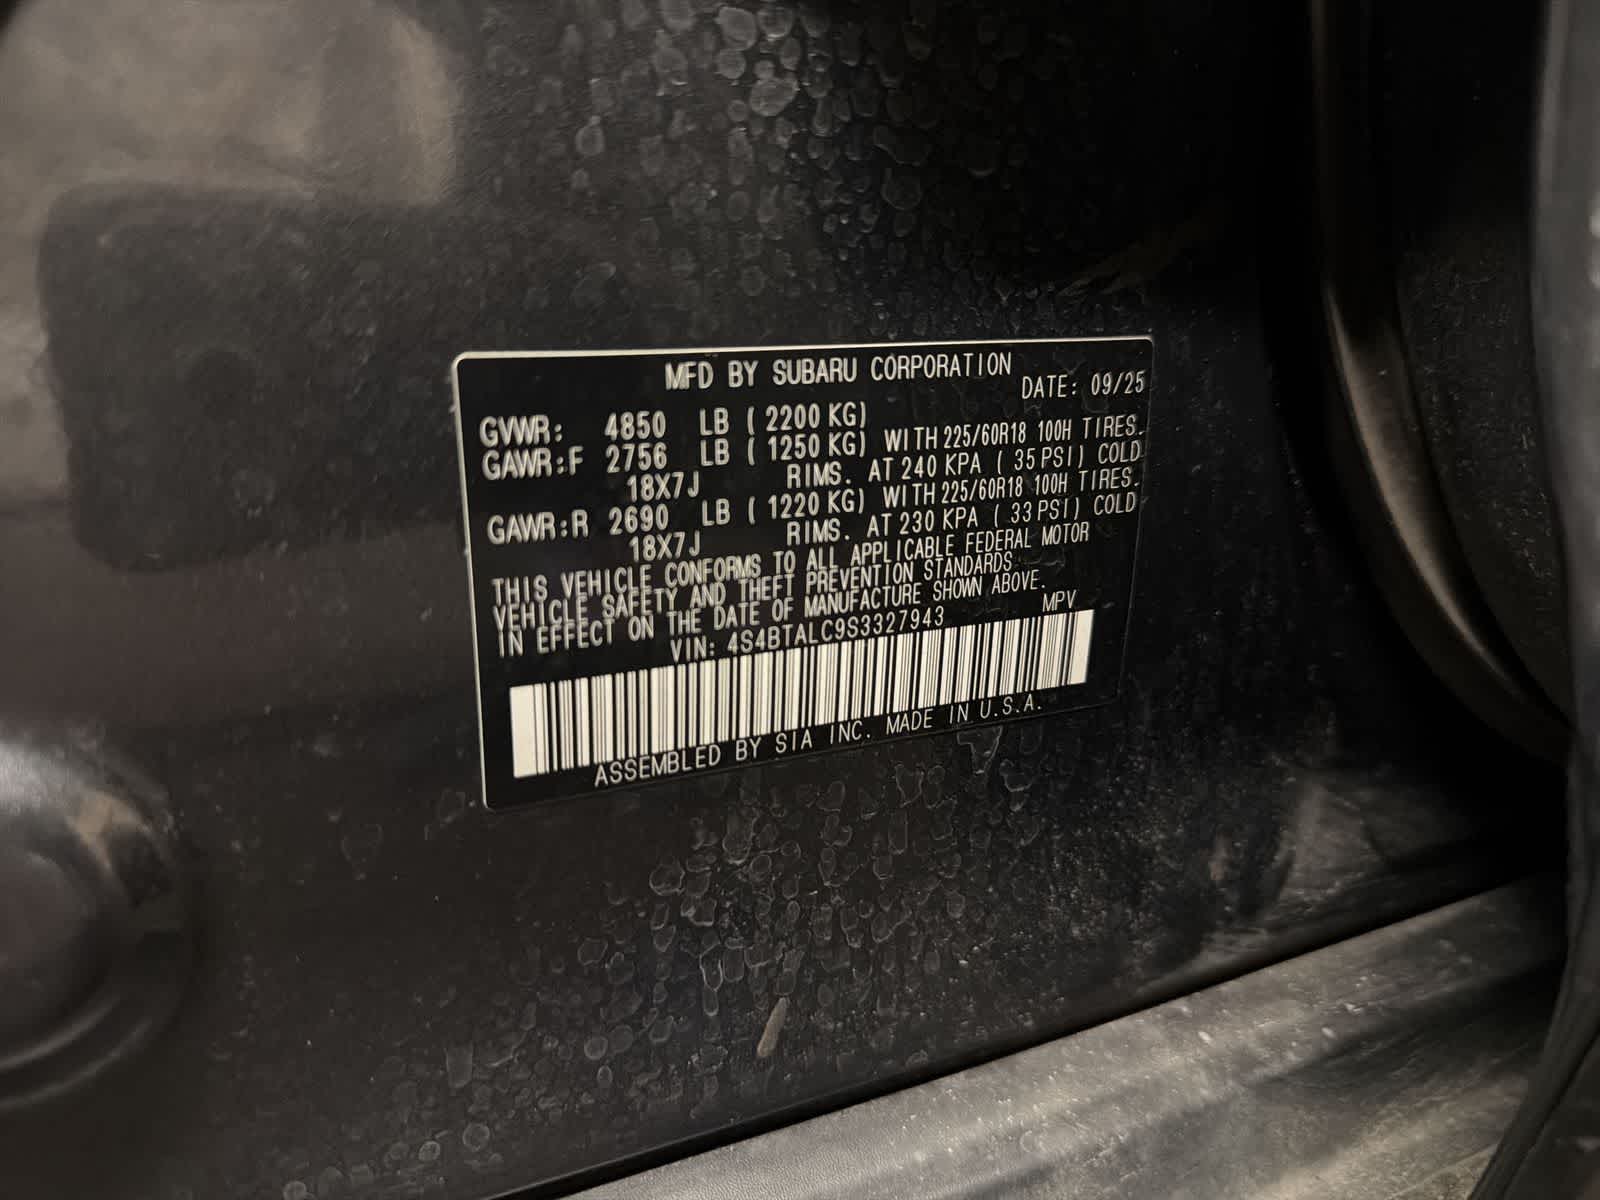 MFD BY SUBARU CORPORATION
DATE: 09/25
GVWR: 4850 LB ( 2200 KG)
GAWR:F 2756 LB ( 1250 KG) WITH 225/60R18 100H TIRES.
18X7J RIMS. AT 240 KPA ( 35 PSI) COLD
GAWR:R 2690 LB ( 1220 KG) WITH 225/60R18 100H TIRES.
18X7J RIMS. AT 230 KPA ( 33 PSI) COLD
THIS VEHICLE CONFORMS TO ALL APPLICABLE FEDERAL MOTOR
VEHICLE SAFETY AND THEFT PREVENTION STANDARDS
IN EFFECT ON THE DATE OF MANUFACTURE SHOWN ABOVE.
VIN: 4S4BTALC9S3327943 MPV
ASSEMBLED BY SIA INC. MADE IN U.S.A.